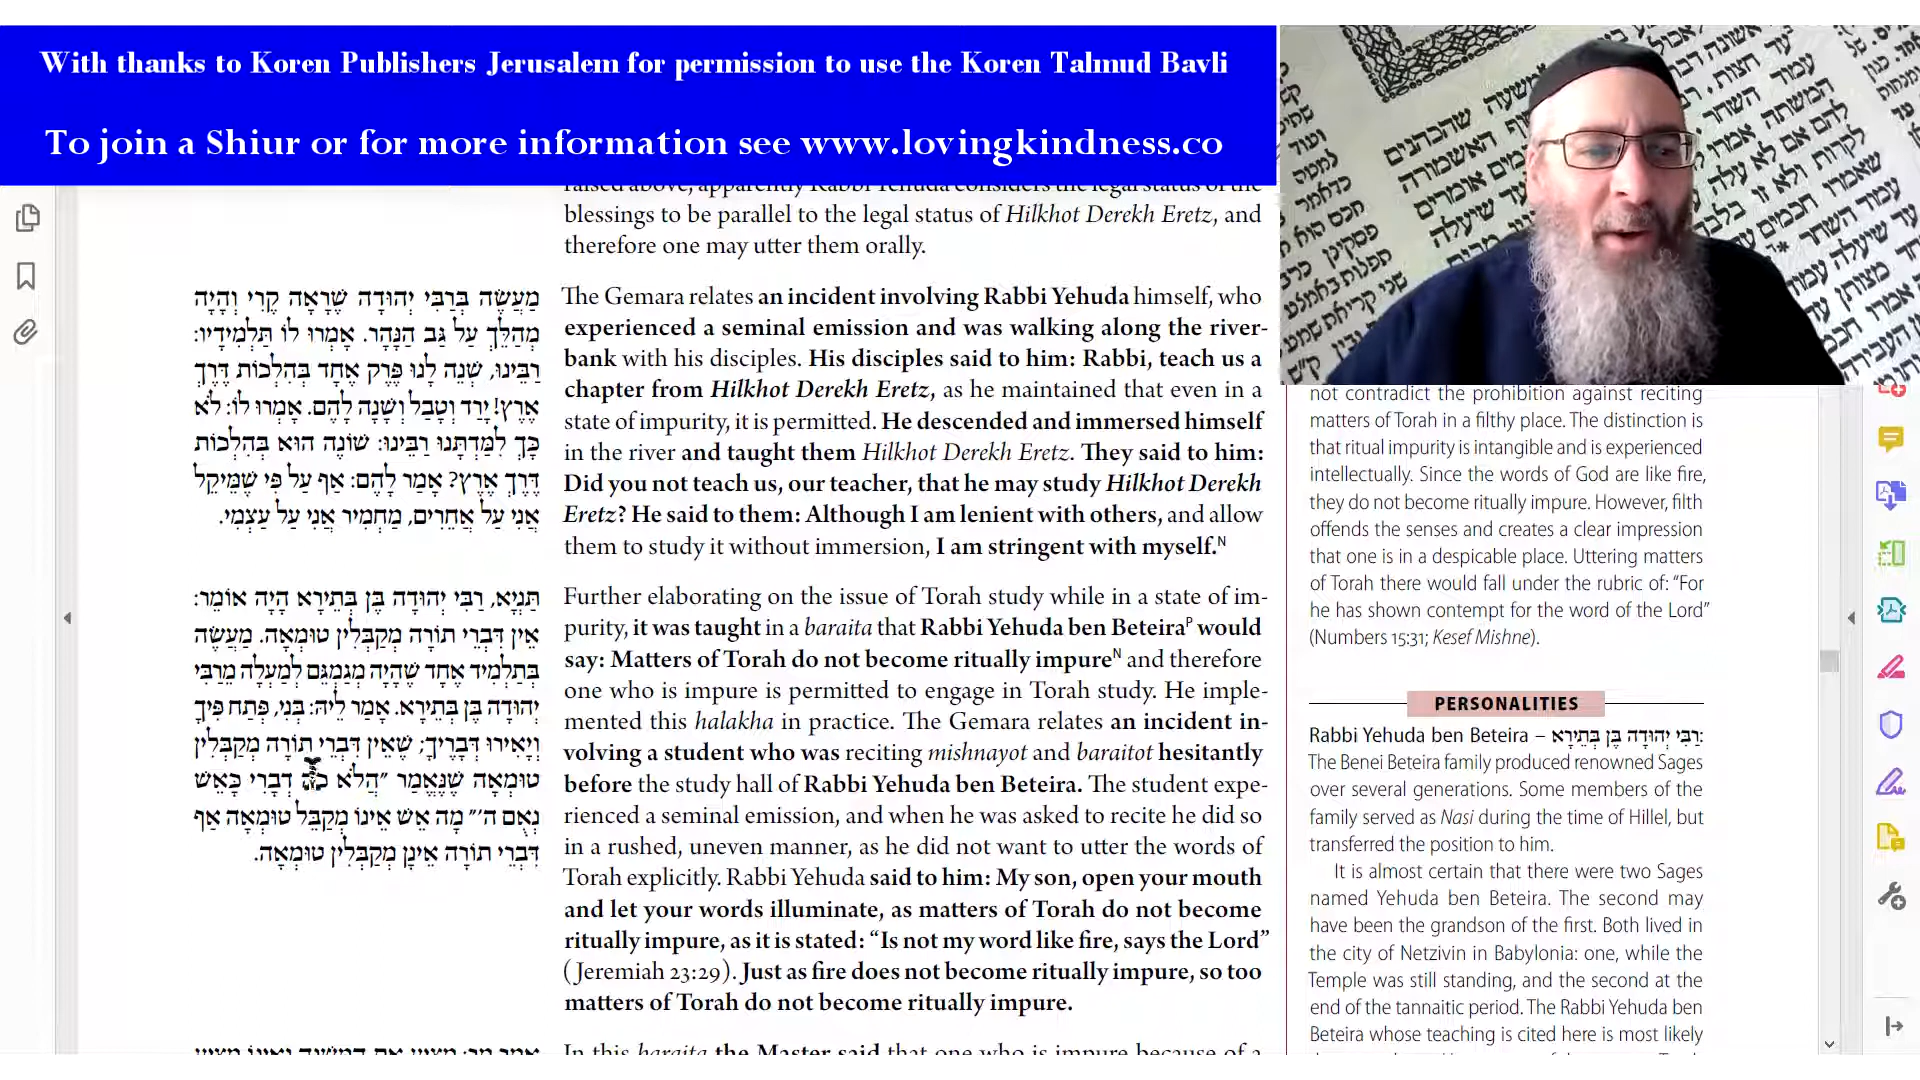 With thanks to Koren Publishers Jerusalem for permission to use the Koren Talmud Bavli
To join a Shiur or for more information see www.lovingkindness.co
raised above, apparently Rabbi Yehuda considers the legal status of the
blessings to be parallel to the legal status of Hilkhot Derekh Eretz, and
therefore one may utter them orally.
מַעֲשֶׂה בְּרַבִּי יְהוּדָה שֶׁרָאָה קֶרִי וְהָיָה
מְהַלֵּךְ עַל גַּב הַנָּהָר. אָמְרוּ לוֹ תַּלְמִידָיו:
רַבֵּינוּ, שְׁנֵה לָנוּ פֶּרֶק אֶחָד בְּהִלְכוֹת דֶּרֶךְ
אֶרֶץ! יָרַד וְטָבַל וְשָׁנָה לָהֶם. אָמְרוּ לוֹ: לֹא
כָּךְ לִמַּדְתָּנוּ רַבֵּינוּ: שׁוֹנֶה הוּא בְּהִלְכוֹת
דֶּרֶךְ אֶרֶץ? אָמַר לָהֶם: אַף עַל פִּי שֶׁמֵּיקֵל
אֲנִי עַל אֲחֵרִים, מַחְמִיר אֲנִי עַל עַצְמִי.
The Gemara relates an incident involving Rabbi Yehuda himself, who
experienced a seminal emission and was walking along the river-
bank with his disciples. His disciples said to him: Rabbi, teach us a
chapter from Hilkhot Derekh Eretz, as he maintained that even in a
state of impurity, it is permitted. He descended and immersed himself
in the river and taught them Hilkhot Derekh Eretz. They said to him:
Did you not teach us, our teacher, that he may study Hilkhot Derekh
Eretz? He said to them: Although I am lenient with others, and allow
them to study it without immersion, I am stringent with myself.N
תַּנְיָא, רַבִּי יְהוּדָה בֶּן בְּתֵירָא הָיָה אוֹמֵר:
אֵין דִּבְרֵי תוֹרָה מְקַבְּלִין טוּמְאָה. מַעֲשֶׂה
בְּתַלְמִיד אֶחָד שֶׁהָיָה מְגַמְגֵּם לְמַעְלָה מֵרַבִּי
יְהוּדָה בֶּן בְּתֵירָא. אָמַר לֵיהּ: בְּנִי, פְּתַח פִּיךָ
וְיָאִירוּ דְּבָרֶיךָ; שֶׁאֵין דִּבְרֵי תוֹרָה מְקַבְּלִין
טוּמְאָה שֶׁנֶּאֱמַר ״הֲלֹא כֹה דְבָרִי כָּאֵשׁ
נְאֻם ה׳״ מָה אֵשׁ אֵינוֹ מְקַבֵּל טוּמְאָה אַף
דִּבְרֵי תוֹרָה אֵינָן מְקַבְּלִין טוּמְאָה.
Further elaborating on the issue of Torah study while in a state of im-
purity, it was taught in a baraita that Rabbi Yehuda ben BeteiraP would
say: Matters of Torah do not become ritually impureN and therefore
one who is impure is permitted to engage in Torah study. He imple-
mented this halakha in practice. The Gemara relates an incident in-
volving a student who was reciting mishnayot and baraitot hesitantly
before the study hall of Rabbi Yehuda ben Beteira. The student expe-
rienced a seminal emission, and when he was asked to recite he did so
in a rushed, uneven manner, as he did not want to utter the words of
Torah explicitly. Rabbi Yehuda said to him: My son, open your mouth
and let your words illuminate, as matters of Torah do not become
ritually impure, as it is stated: “Is not my word like fire, says the Lord”
(Jeremiah 23:29). Just as fire does not become ritually impure, so too
matters of Torah do not become ritually impure.
In this baraita the Master said that one who is impure because of a
not contradict the prohibition against reciting
matters of Torah in a filthy place. The distinction is
that ritual impurity is intangible and is experienced
intellectually. Since the words of God are like fire,
they do not become ritually impure. However, filth
offends the senses and creates a clear impression
that one is in a despicable place. Uttering matters
of Torah there would fall under the rubric of: “For
he has shown contempt for the word of the Lord”
(Numbers 15:31; Kesef Mishne).
PERSONALITIES
Rabbi Yehuda ben Beteira – רַבִּי יְהוּדָה בֶּן בְּתֵירָא:
The Benei Beteira family produced renowned Sages
over several generations. Some members of the
family served as Nasi during the time of Hillel, but
transferred the position to him.
It is almost certain that there were two Sages
named Yehuda ben Beteira. The second may
have been the grandson of the first. Both lived in
the city of Netzivin in Babylonia: one, while the
Temple was still standing, and the second at the
end of the tannaitic period. The Rabbi Yehuda ben
Beteira whose teaching is cited here is most likely